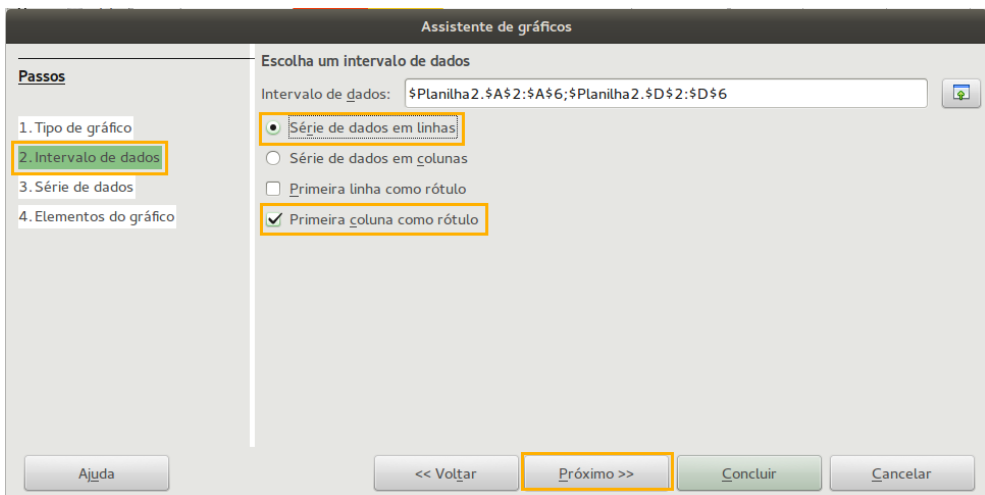 Assistente de gráficos
Passos
1. Tipo de gráfico
2. Intervalo de dados
3. Série de dados
4. Elementos do gráfico
Escolha um intervalo de dados
Intervalo de dados: $Planilha2.$A$2:$A$6;$Planilha2.$D$2:$D$6
Série de dados em linhas
Série de dados em colunas
Primeira linha como rótulo
Primeira coluna como rótulo
Ajuda << Voltar Próximo >> Concluir Cancelar